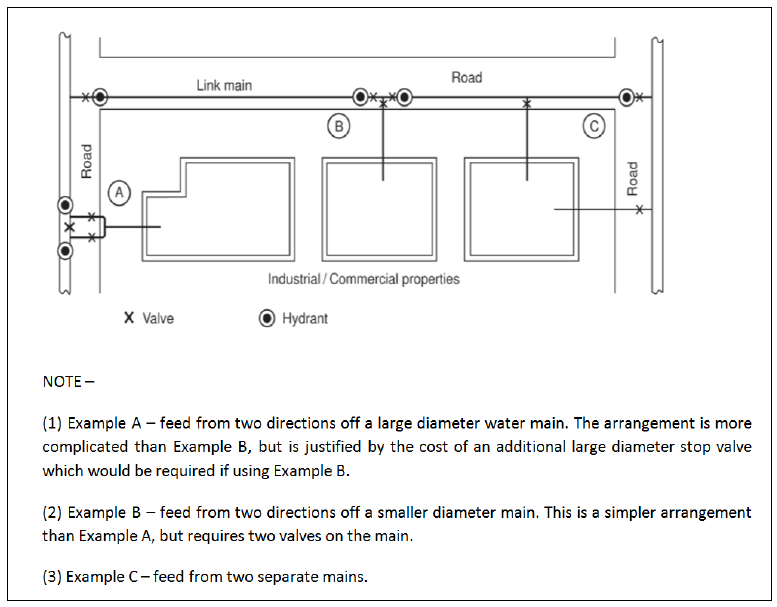 Link main
Road
B
C
Road
A
Road
Industrial / Commercial properties
X Valve
Hydrant
NOTE –
(1) Example A – feed from two directions off a large diameter water main. The arrangement is more
complicated than Example B, but is justified by the cost of an additional large diameter stop valve
which would be required if using Example B.
(2) Example B – feed from two directions off a smaller diameter main. This is a simpler arrangement
than Example A, but requires two valves on the main.
(3) Example C – feed from two separate mains.